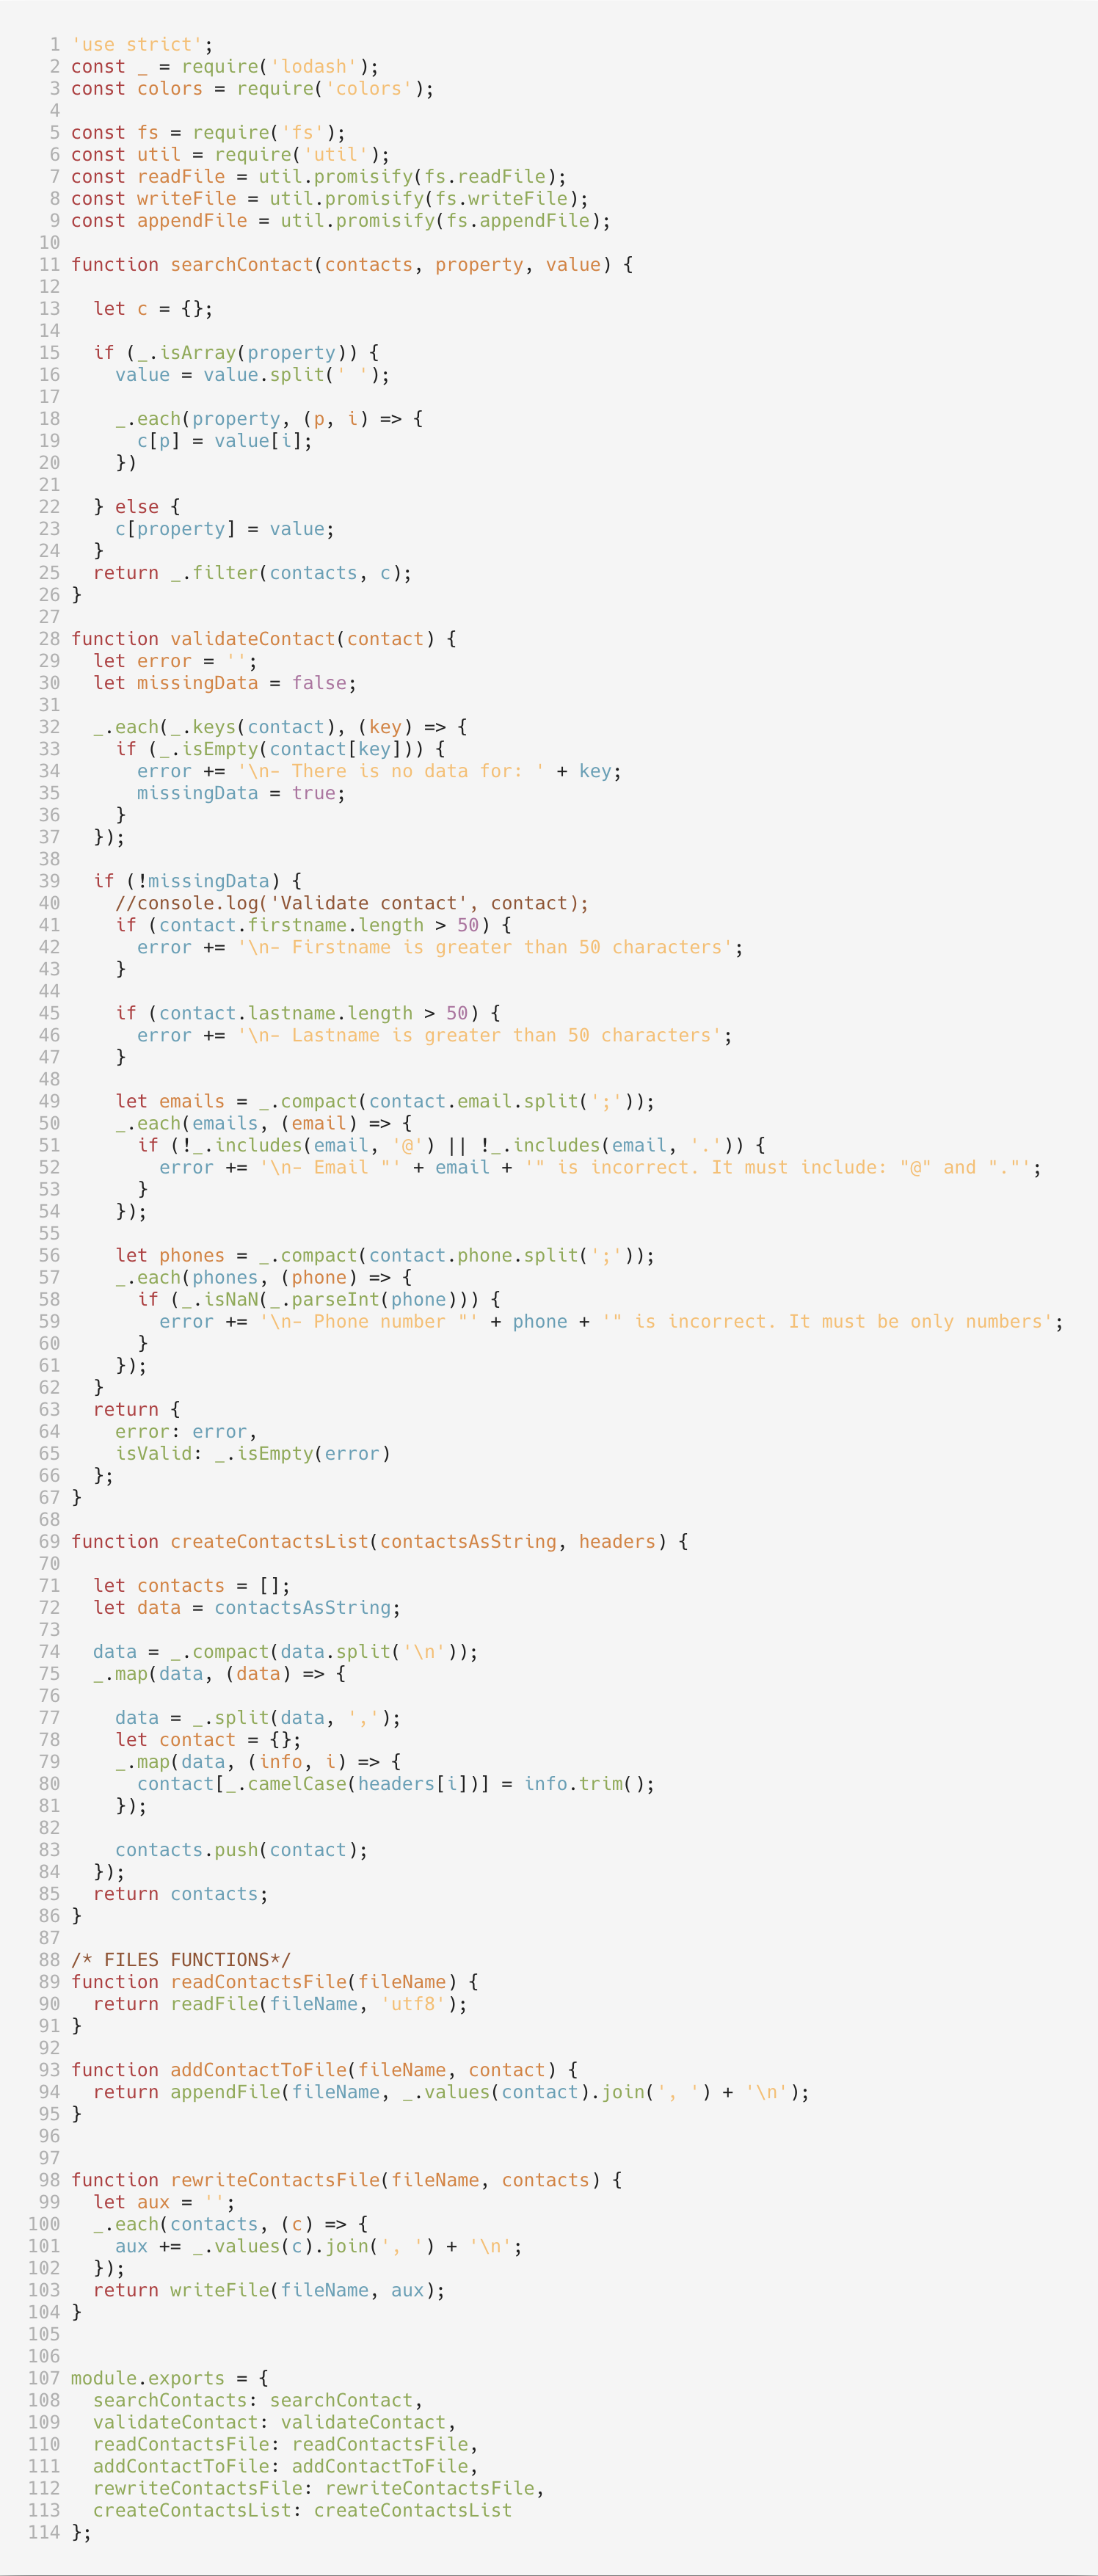 1 'use strict';
2 const _ = require('lodash');
3 const colors = require('colors');
4
5 const fs = require('fs');
6 const util = require('util');
7 const readFile = util.promisify(fs.readFile);
8 const writeFile = util.promisify(fs.writeFile);
9 const appendFile = util.promisify(fs.appendFile);
10
11 function searchContact(contacts, property, value) {
12
13   let c = {};
14
15   if (_.isArray(property)) {
16     value = value.split(' ');
17
18     _.each(property, (p, i) => {
19       c[p] = value[i];
20     })
21
22   } else {
23     c[property] = value;
24   }
25   return _.filter(contacts, c);
26 }
27
28 function validateContact(contact) {
29   let error = '';
30   let missingData = false;
31
32   _.each(_.keys(contact), (key) => {
33     if (_.isEmpty(contact[key])) {
34       error += '\n- There is no data for: ' + key;
35       missingData = true;
36     }
37   });
38
39   if (!missingData) {
40     //console.log('Validate contact', contact);
41     if (contact.firstname.length > 50) {
42       error += '\n- Firstname is greater than 50 characters';
43     }
44
45     if (contact.lastname.length > 50) {
46       error += '\n- Lastname is greater than 50 characters';
47     }
48
49     let emails = _.compact(contact.email.split(';'));
50     _.each(emails, (email) => {
51       if (!_.includes(email, '@') || !_.includes(email, '.')) {
52         error += '\n- Email "' + email + '" is incorrect. It must include: "@" and "."';
53       }
54     });
55
56     let phones = _.compact(contact.phone.split(';'));
57     _.each(phones, (phone) => {
58       if (_.isNaN(_.parseInt(phone))) {
59         error += '\n- Phone number "' + phone + '" is incorrect. It must be only numbers';
60       }
61     });
62   }
63   return {
64     error: error,
65     isValid: _.isEmpty(error)
66   };
67 }
68
69 function createContactsList(contactsAsString, headers) {
70
71   let contacts = [];
72   let data = contactsAsString;
73
74   data = _.compact(data.split('\n'));
75   _.map(data, (data) => {
76
77     data = _.split(data, ',');
78     let contact = {};
79     _.map(data, (info, i) => {
80       contact[_.camelCase(headers[i])] = info.trim();
81     });
82
83     contacts.push(contact);
84   });
85   return contacts;
86 }
87
88 /* FILES FUNCTIONS*/
89 function readContactsFile(fileName) {
90   return readFile(fileName, 'utf8');
91 }
92
93 function addContactToFile(fileName, contact) {
94   return appendFile(fileName, _.values(contact).join(', ') + '\n');
95 }
96
97
98 function rewriteContactsFile(fileName, contacts) {
99   let aux = '';
100   _.each(contacts, (c) => {
101     aux += _.values(c).join(', ') + '\n';
102   });
103   return writeFile(fileName, aux);
104 }
105
106
107 module.exports = {
108   searchContacts: searchContact,
109   validateContact: validateContact,
110   readContactsFile: readContactsFile,
111   addContactToFile: addContactToFile,
112   rewriteContactsFile: rewriteContactsFile,
113   createContactsList: createContactsList
114 };